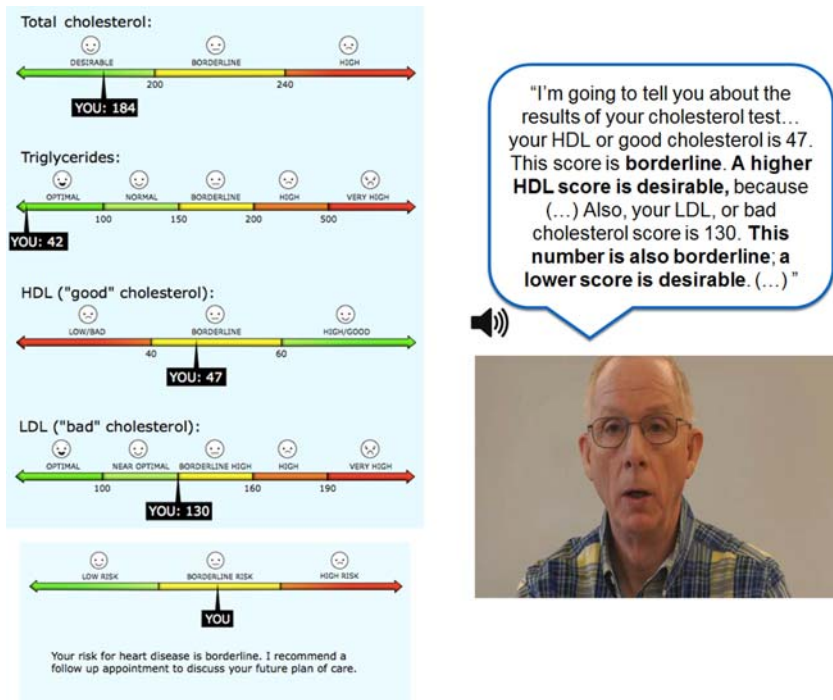 Total cholesterol:
DESIRABLE BORDERLINE HIGH
200 240
YOU: 184
Triglycerides:
OPTIMAL NORMAL BORDERLINE HIGH VERY HIGH
100 150 200 500
YOU: 42
HDL ("good" cholesterol):
LOW/BAD BORDERLINE HIGH/GOOD
40 60
YOU: 47
LDL ("bad" cholesterol):
OPTIMAL NEAR OPTIMAL BORDERLINE HIGH HIGH VERY HIGH
100 160 190
YOU: 130
LOW RISK BORDERLINE RISK HIGH RISK
YOU
Your risk for heart disease is borderline. I recommend a
follow up appointment to discuss your future plan of care.
“I’m going to tell you about the
results of your cholesterol test…
your HDL or good cholesterol is 47.
This score is borderline. A higher
HDL score is desirable, because
(…) Also, your LDL, or bad
cholesterol score is 130. This
number is also borderline; a
lower score is desirable. (…) ”